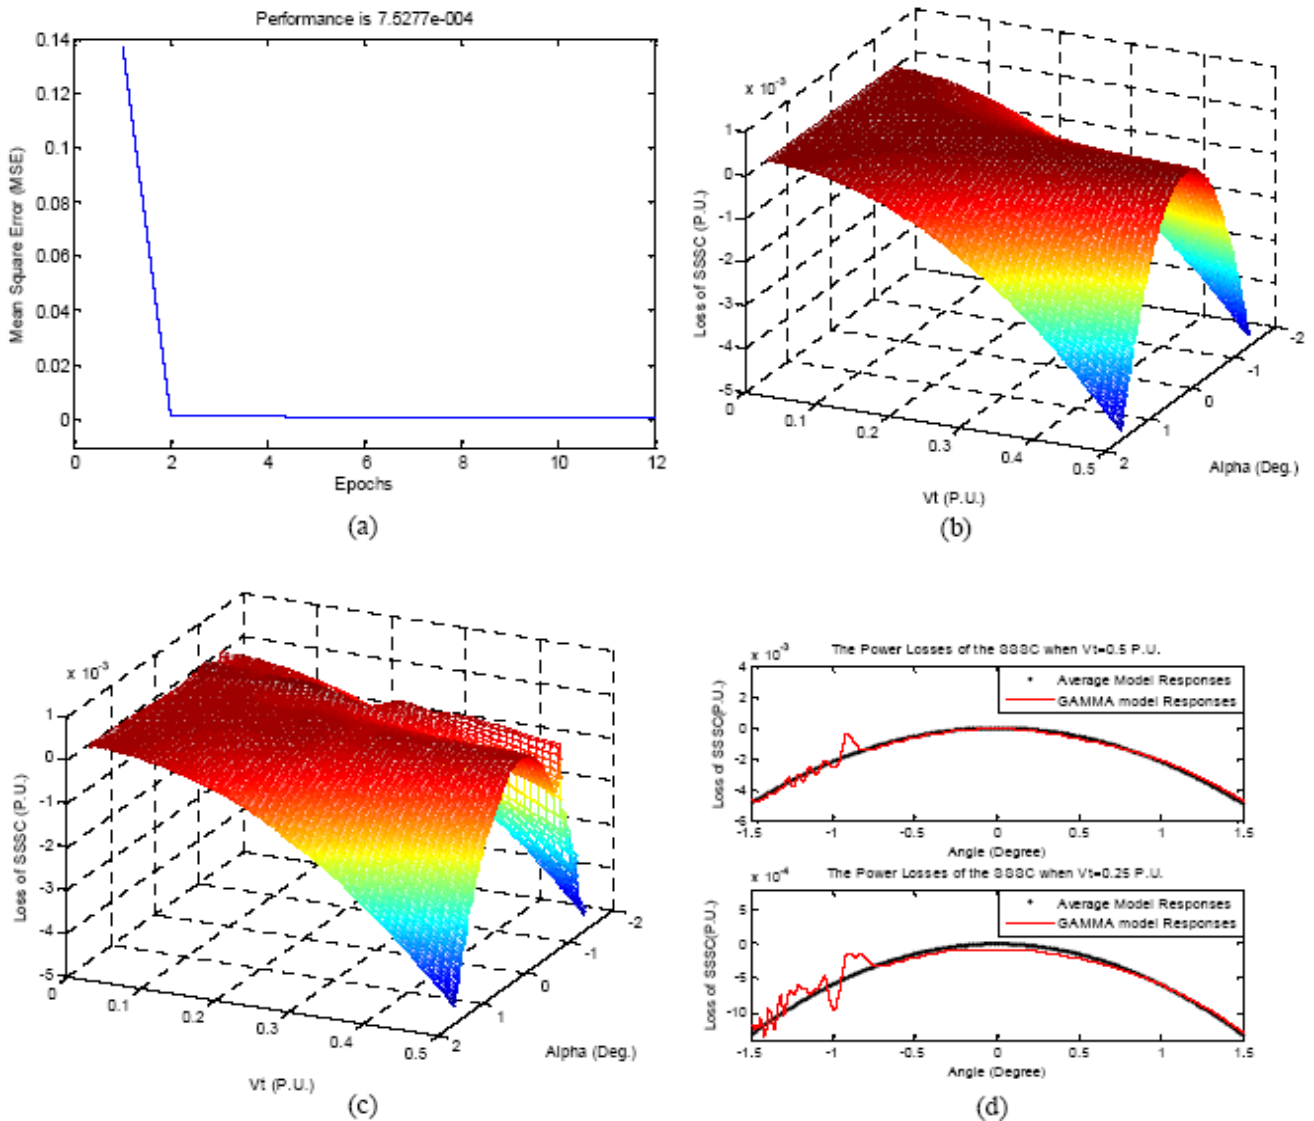 Performance is 7.5277e-004
0.14
0.12
0.1
0.08
0.06
0.04
0.02
0
Mean Square Error (MSE)
0 2 4 6 8 10 12
Epochs
(a)
x 10⁻³
1
0
-1
-2
-3
-4
-5
Loss of SSSC (P.U.)
0 0.1 0.2 0.3 0.4 0.5
Vt (P.U.)
2 1 0 -1 -2
Alpha (Deg.)
(b)
x 10⁻³
1
0
-1
-2
-3
-4
-5
Loss of SSSC (P.U.)
0 0.1 0.2 0.3 0.4 0.5
Vt (P.U.)
2 1 0 -1 -2
Alpha (Deg.)
(c)
x 10⁻³
The Power Losses of the SSSC when Vt=0.5 P.U.
Average Model Responses
GAMMA model Responses
4
2
0
-2
-4
-6
Loss of SSSC(P.U.)
-1.5 -1 -0.5 0 0.5 1 1.5
Angle (Degree)
x 10⁻⁴
The Power Losses of the SSSC when Vt=0.25 P.U.
Average Model Responses
GAMMA model Responses
5
0
-5
-10
Loss of SSSC(P.U.)
-1.5 -1 -0.5 0 0.5 1 1.5
Angle (Degree)
(d)